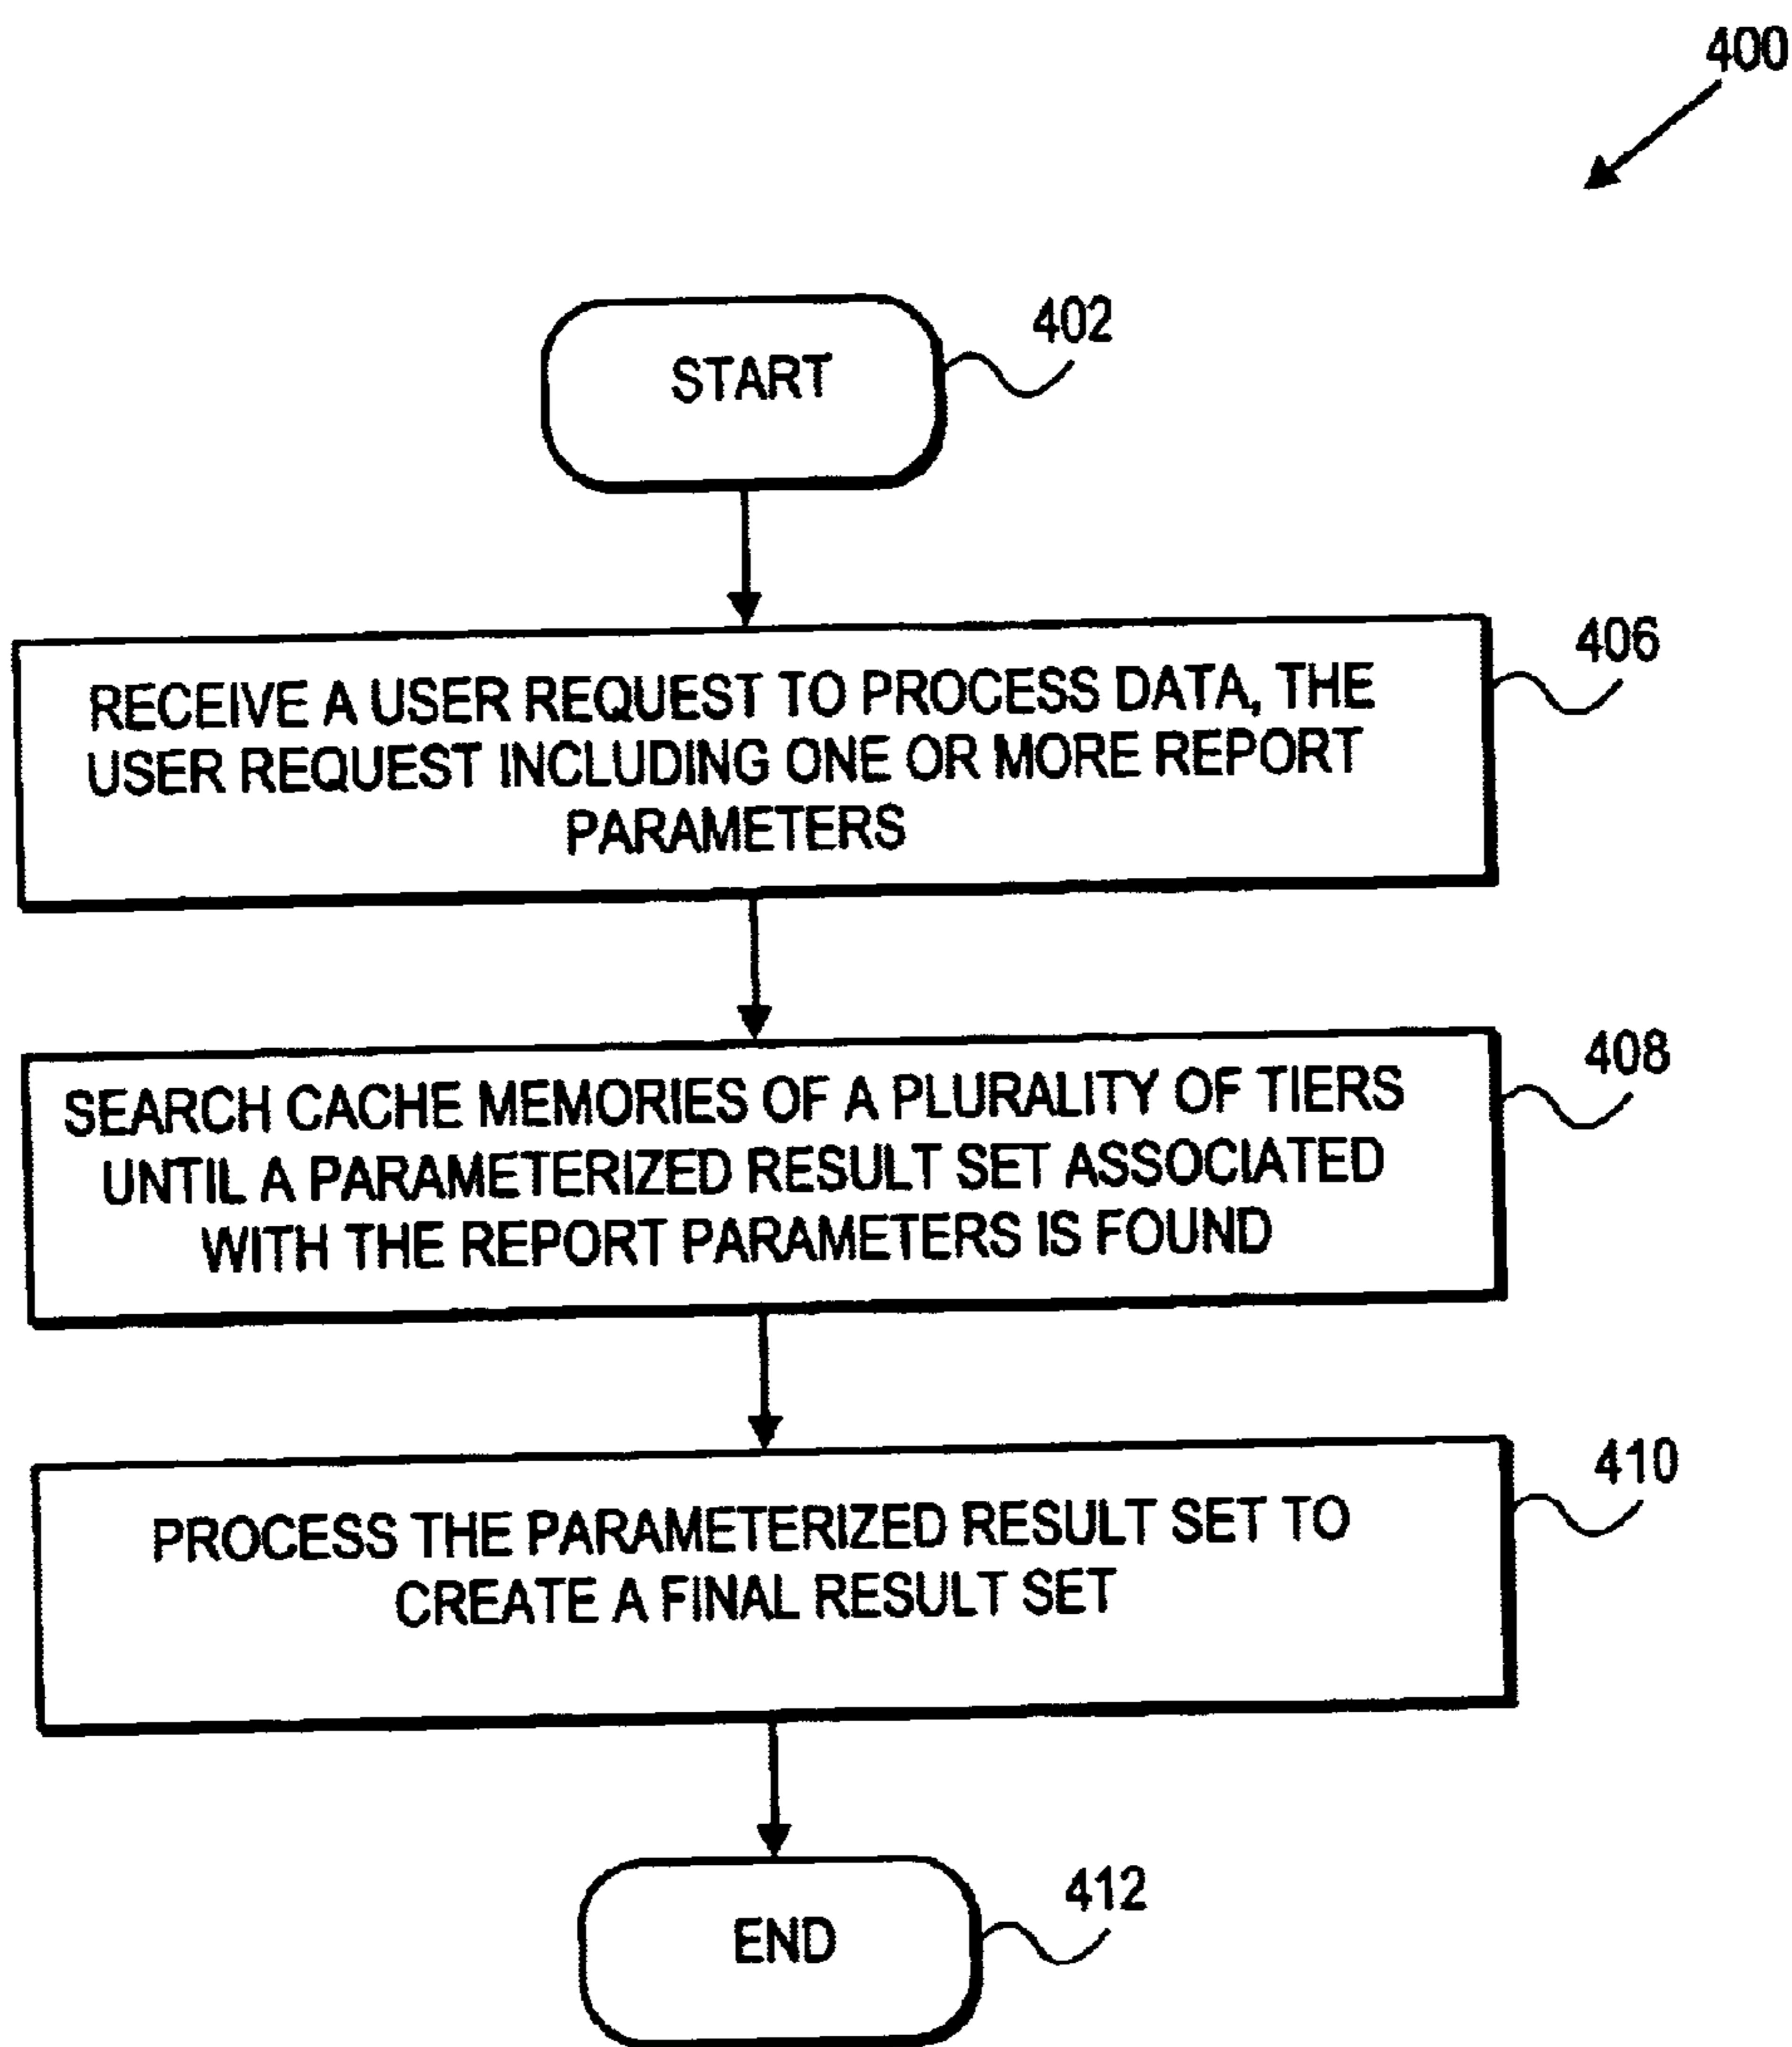 400
START
402
RECEIVE A USER REQUEST TO PROCESS DATA, THE
USER REQUEST INCLUDING ONE OR MORE REPORT
PARAMETERS
406
SEARCH CACHE MEMORIES OF A PLURALITY OF TIERS
UNTIL A PARAMETERIZED RESULT SET ASSOCIATED
WITH THE REPORT PARAMETERS IS FOUND
408
PROCESS THE PARAMETERIZED RESULT SET TO
CREATE A FINAL RESULT SET
410
END
412